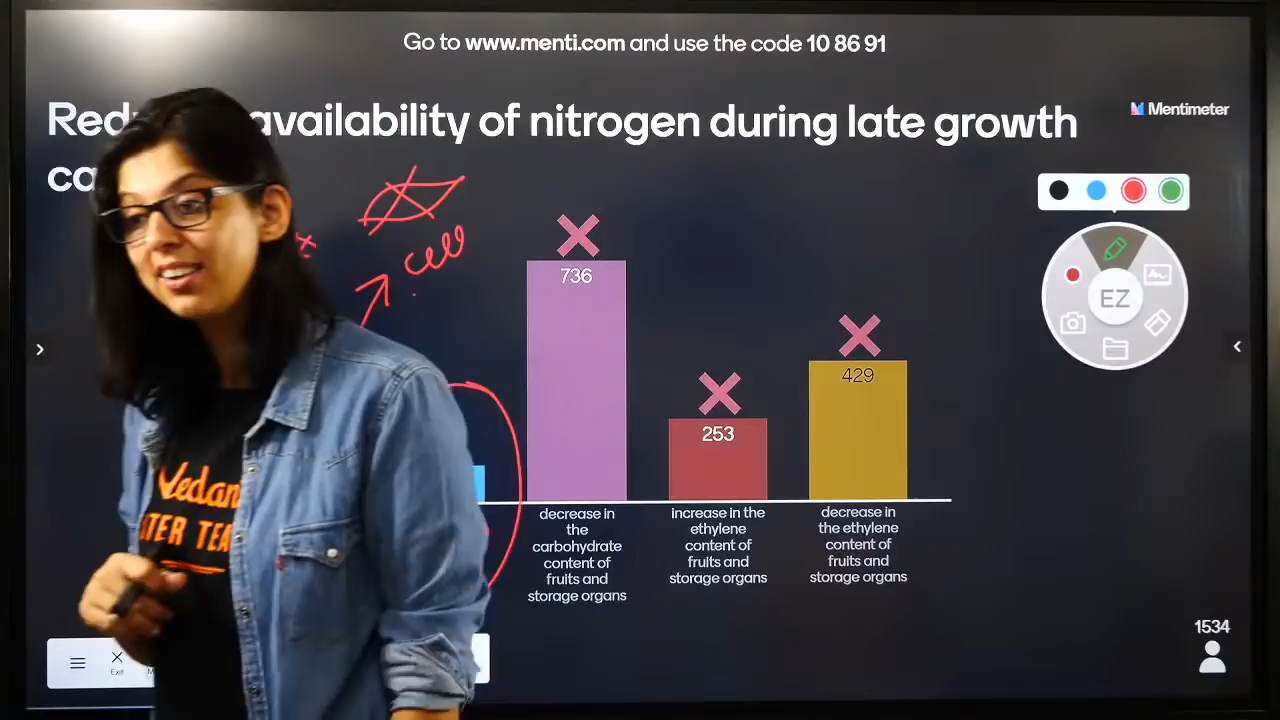 Go to www.menti.com and use the code 10 86 91
availability of nitrogen during late growth
Mentimeter
cell
736
429
253
EZ
decrease in
the
carbohydrate
content of
fruits and
storage organs
increase in the
ethylene
content of
fruits and
storage organs
decrease in
the ethylene
content of
fruits and
storage organs
Exit
1534